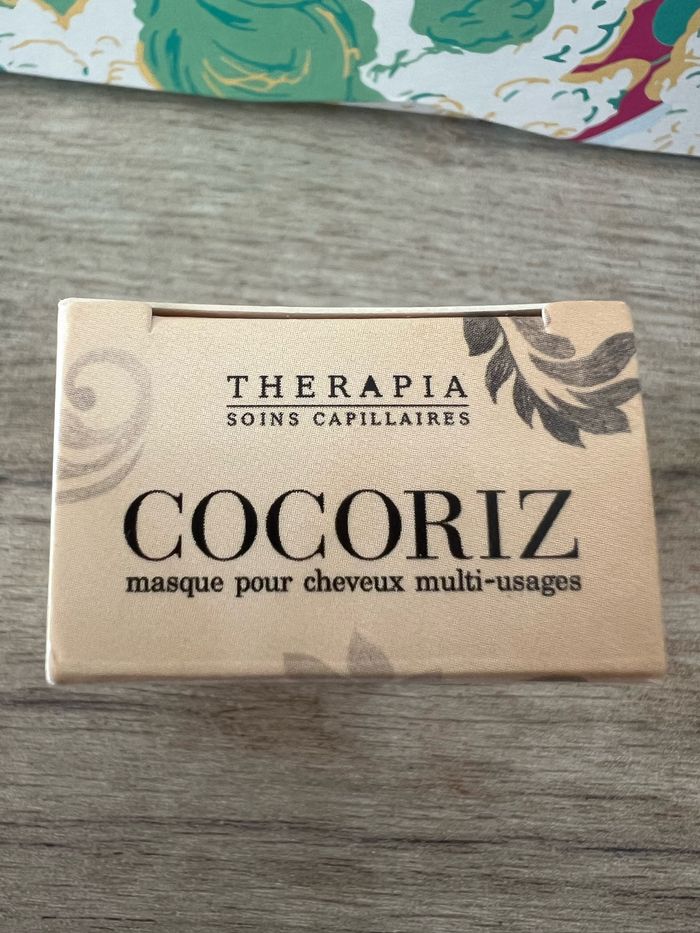 THERAPIA
SOINS CAPILLAIRES
COCORIZ
masque pour cheveux multi-usages